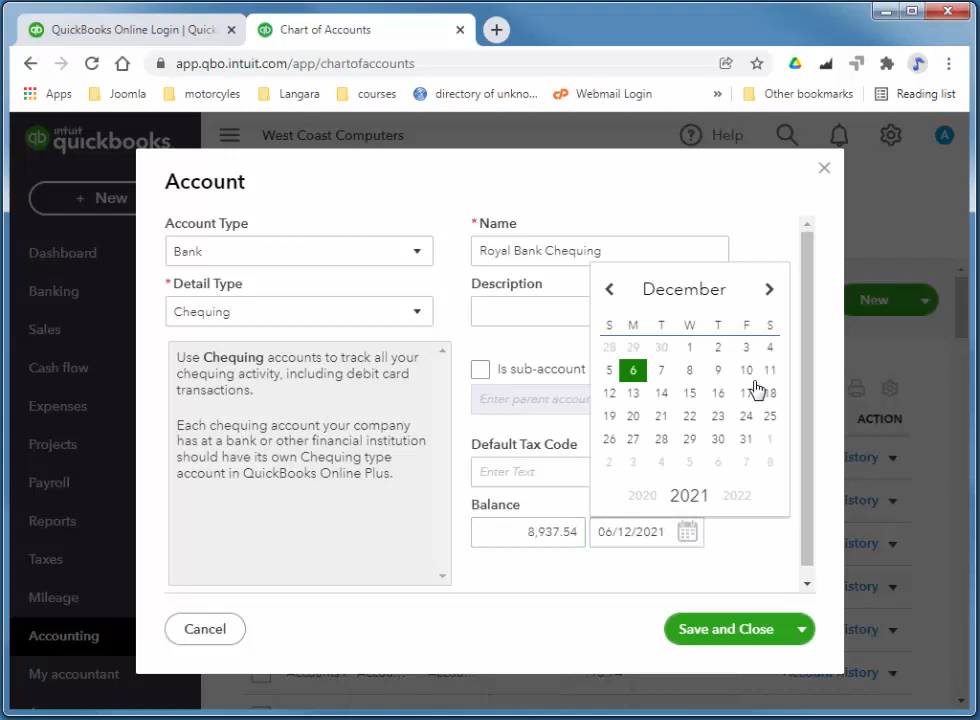 QuickBooks Online Login | Quick
Chart of Accounts
app.qbo.intuit.com/app/chartofaccounts
Apps
Joomla
motorcyles
Langara
courses
directory of unkno...
Webmail Login
»
Other bookmarks
Reading list
intuit
quickbooks
West Coast Computers
Help
A
+ New
Dashboard
Banking
Sales
Cash flow
Expenses
Projects
Payroll
Reports
Taxes
MIleage
Accounting
My accountant
Account
Account Type
Bank
* Detail Type
Chequing
Use Chequing accounts to track all your
chequing activity, including debit card
transactions.
Each chequing account your company
has at a bank or other financial institution
should have its own Chequing type
account in QuickBooks Online Plus.
* Name
Royal Bank Chequing
Description
Is sub-account
Enter parent accoun
Default Tax Code
Enter Text
Balance
8,937.54
06/12/2021
December
S M T W T F S
28 29 30 1 2 3 4
5 6 7 8 9 10 11
12 13 14 15 16 17 18
19 20 21 22 23 24 25
26 27 28 29 30 31 1
2 3 4 5 6 7 8
2020 2021 2022
Cancel
Save and Close
New
ACTION
istory
istory
istory
istory
istory
Account history